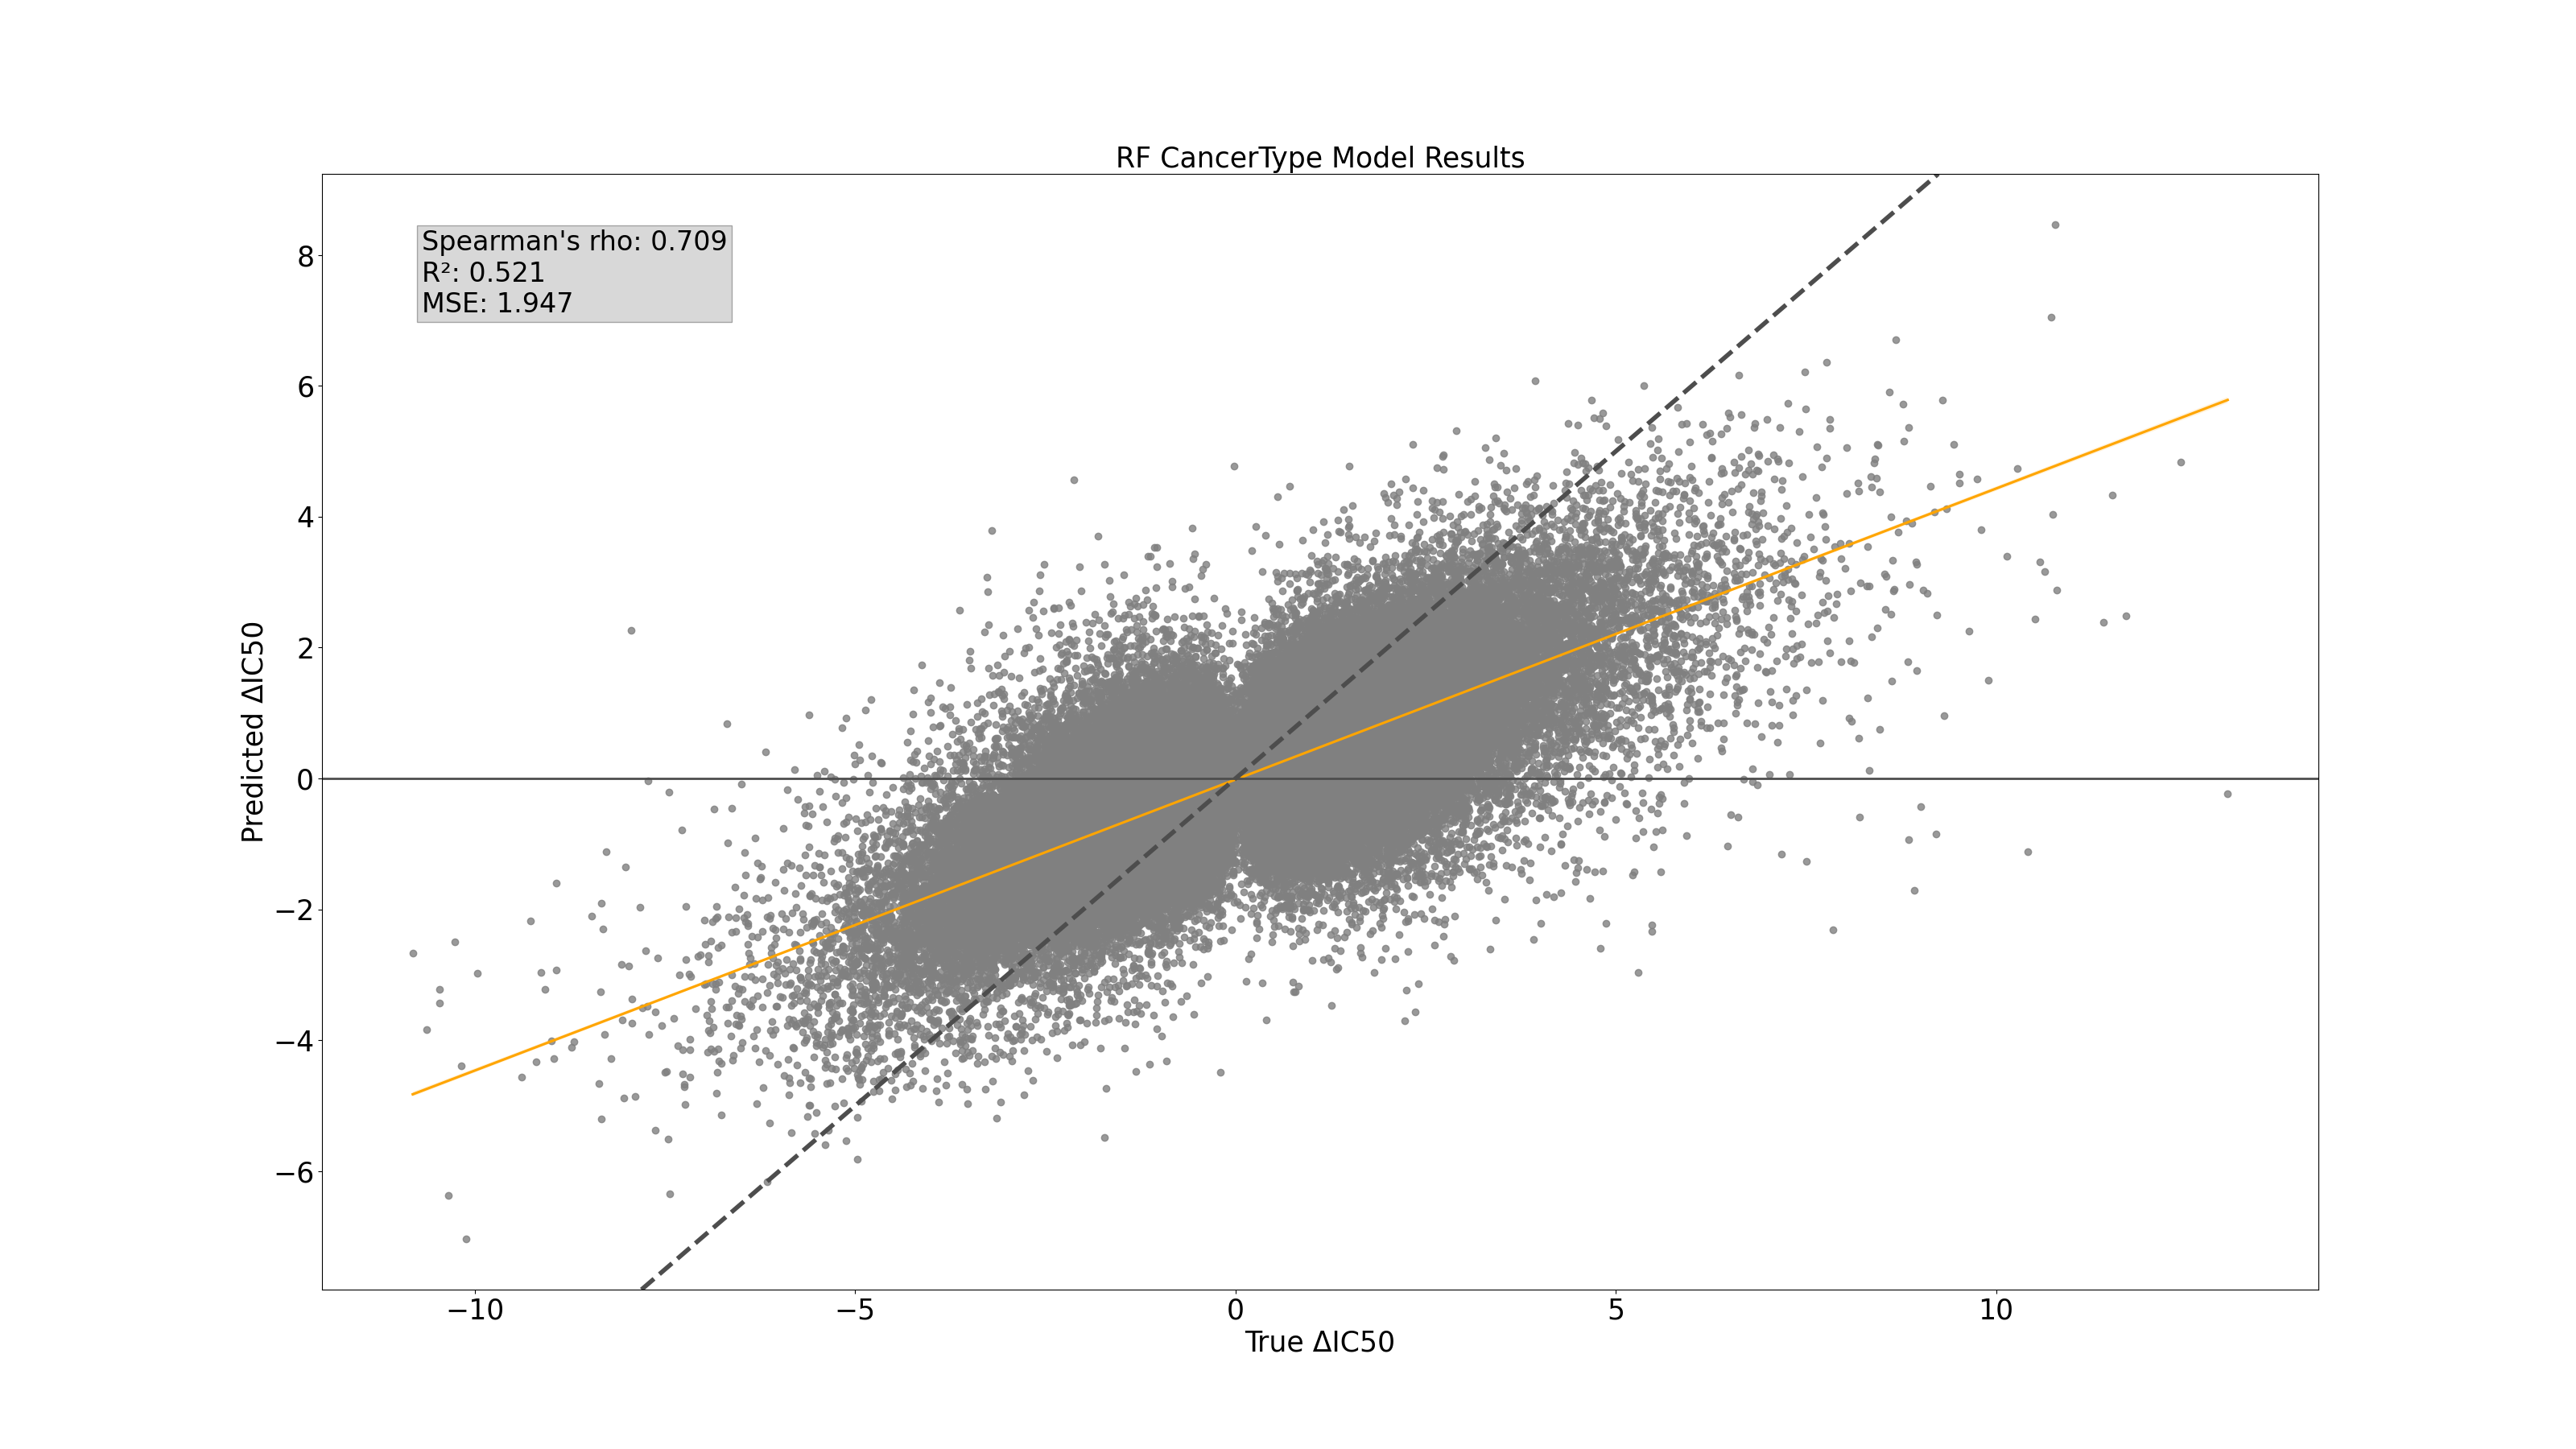 RF CancerType Model Results
Spearman's rho: 0.709
R²: 0.521
MSE: 1.947
8
6
4
2
0
−2
−4
−6
Predicted ΔIC50
−10 −5 0 5 10
True ΔIC50